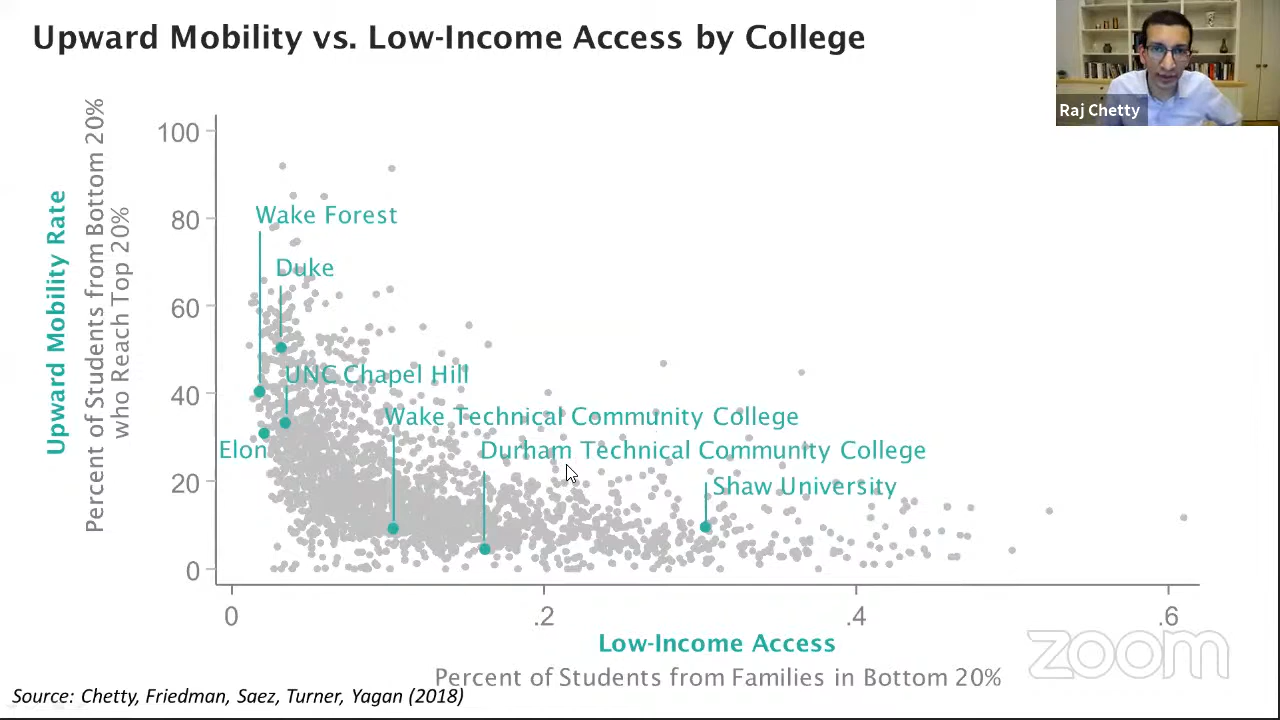 Upward Mobility vs. Low-Income Access by College
Raj Chetty
Upward Mobility Rate
Percent of Students from Bottom 20%
who Reach Top 20%
100
80
60
40
20
0
Wake Forest
Duke
UNC Chapel Hill
Wake Technical Community College
Elon
Durham Technical Community College
Shaw University
0
.2
.4
.6
Low-Income Access
Percent of Students from Families in Bottom 20%
zoom
Source: Chetty, Friedman, Saez, Turner, Yagan (2018)